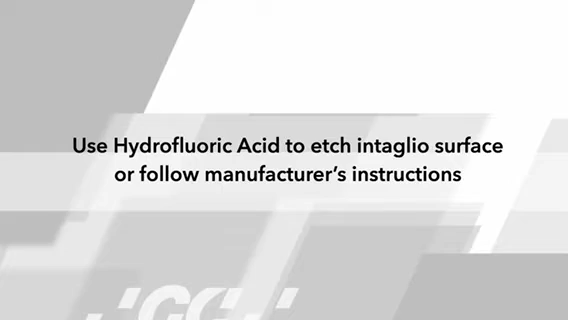 Use Hydrofluoric Acid to etch intaglio surface
or follow manufacturer's instructions